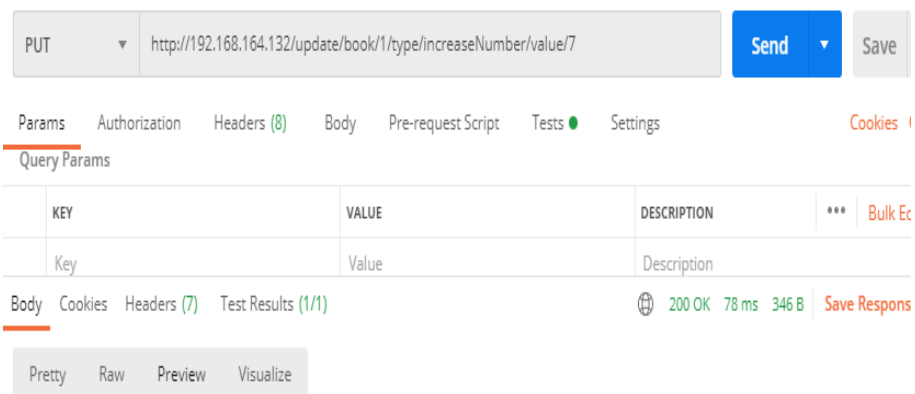 PUT http://192.168.164.132/update/book/1/type/increaseNumber/value/7 Send Save
Params Authorization Headers (8) Body Pre-request Script Tests Settings Cookies
Query Params
KEY VALUE DESCRIPTION ••• Bulk Ed
Key Value Description
Body Cookies Headers (7) Test Results (1/1) 200 OK 78 ms 346 B Save Respons
Pretty Raw Preview Visualize